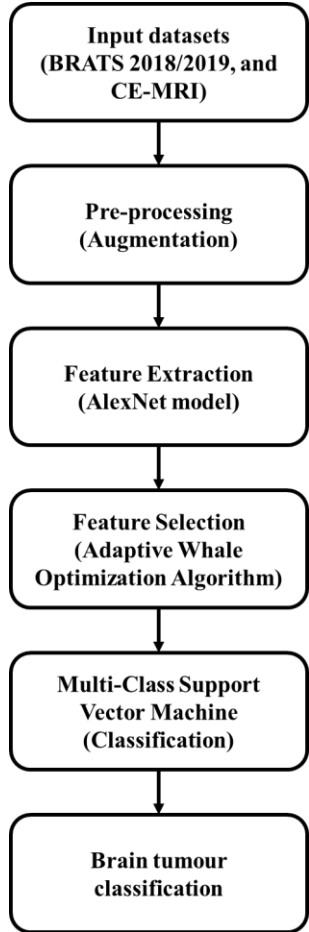 Input datasets
(BRATS 2018/2019, and
CE-MRI)
Pre-processing
(Augmentation)
Feature Extraction
(AlexNet model)
Feature Selection
(Adaptive Whale
Optimization Algorithm)
Multi-Class Support
Vector Machine
(Classification)
Brain tumour
classification